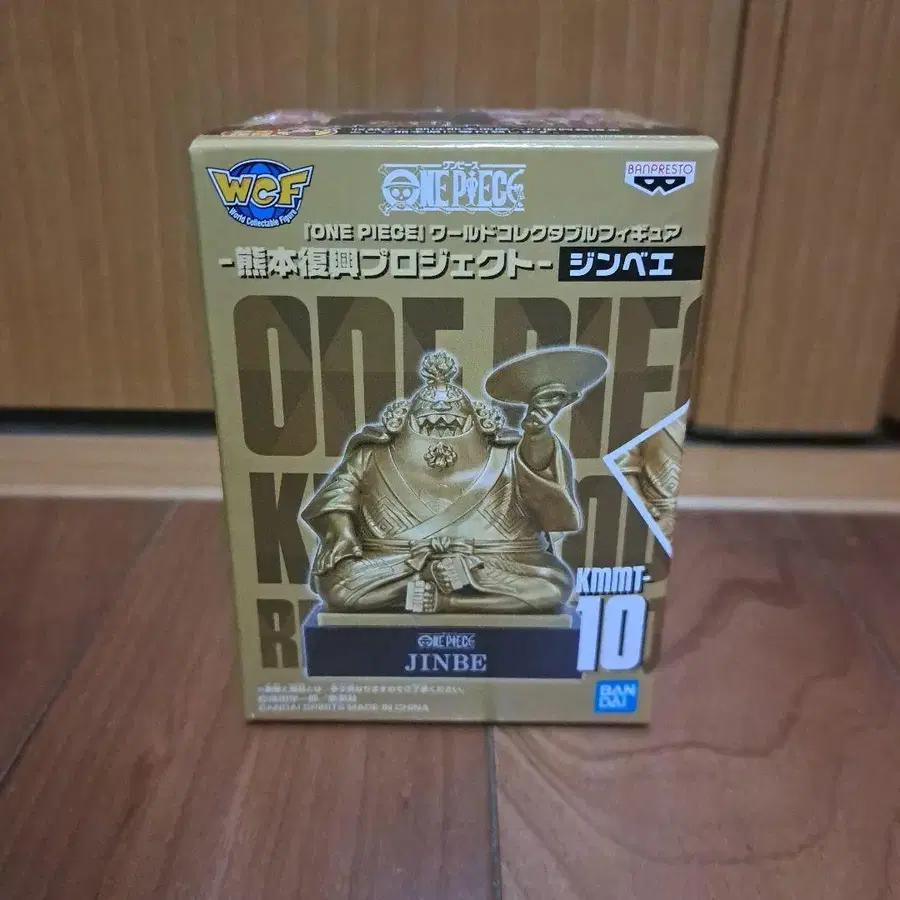 WCF
World Collectable Figure
ワンピース
ONE PIECE
BANPRESTO
「ONE PIECE」ワールドコレクタブルフィギュア
-熊本復興プロジェクト- ジンベエ
ONE PIEC
KMMT-
10
ONE PIECE
JINBE
BANDAI SPIRITS MADE IN CHINA
BAN
DAI